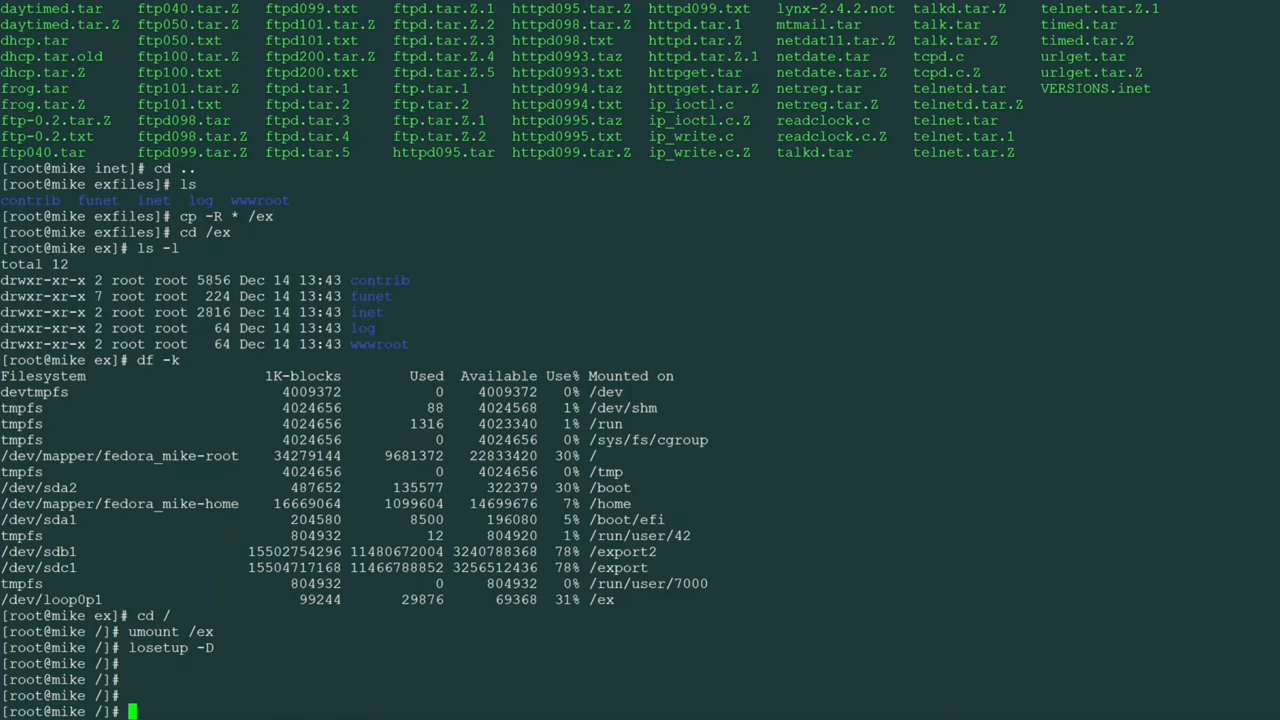 daytimed.tar ftp040.tar.Z ftpd099.txt ftpd.tar.Z.1 httpd095.tar.Z httpd099.txt lynx-2.4.2.not talkd.tar.Z telnet.tar.Z.1
daytimed.tar.Z ftp050.tar.Z ftpd101.tar.Z ftpd.tar.Z.2 httpd098.tar.Z httpd.tar.1 mtmail.tar talk.tar timed.tar
dhcp.tar ftp050.txt ftpd101.txt ftpd.tar.Z.3 httpd098.txt httpd.tar.Z netdat11.tar.Z talk.tar.Z timed.tar.Z
dhcp.tar.old ftp100.tar.Z ftpd200.tar.Z ftpd.tar.Z.4 httpd0993.taz httpd.tar.Z.1 netdate.tar tcpd.c urlget.tar
dhcp.tar.Z ftp100.txt ftpd200.txt ftpd.tar.Z.5 httpd0993.txt httpget.tar netdate.tar.Z tcpd.c.Z urlget.tar.Z
frog.tar ftp101.tar.Z ftpd.tar.1 ftp.tar.1 httpd0994.taz httpget.tar.Z netreg.tar telnetd.tar VERSIONS.inet
frog.tar.Z ftp101.txt ftpd.tar.2 ftp.tar.2 httpd0994.txt ip_ioctl.c netreg.tar.Z telnetd.tar.Z
ftp-0.2.tar.Z ftpd098.tar ftpd.tar.3 ftp.tar.Z.1 httpd0995.taz ip_ioctl.c.Z readclock.c telnet.tar
ftp-0.2.txt ftpd098.tar.Z ftpd.tar.4 ftp.tar.Z.2 httpd0995.txt ip_write.c readclock.c.Z telnet.tar.1
ftp040.tar ftpd099.tar.Z ftpd.tar.5 httpd095.tar httpd099.tar.Z ip_write.c.Z talkd.tar telnet.tar.Z
[root@mike inet]# cd ..
[root@mike exfiles]# ls
contrib funet inet log wwwroot
[root@mike exfiles]# cp -R * /ex
[root@mike exfiles]# cd /ex
[root@mike ex]# ls -l
total 12
drwxr-xr-x 2 root root 5856 Dec 14 13:43 contrib
drwxr-xr-x 7 root root 224 Dec 14 13:43 funet
drwxr-xr-x 2 root root 2816 Dec 14 13:43 inet
drwxr-xr-x 2 root root 64 Dec 14 13:43 log
drwxr-xr-x 2 root root 64 Dec 14 13:43 wwwroot
[root@mike ex]# df -k
Filesystem 1K-blocks Used Available Use% Mounted on
devtmpfs 4009372 0 4009372 0% /dev
tmpfs 4024656 88 4024568 1% /dev/shm
tmpfs 4024656 1316 4023340 1% /run
tmpfs 4024656 0 4024656 0% /sys/fs/cgroup
/dev/mapper/fedora_mike-root 34279144 9681372 22833420 30% /
tmpfs 4024656 0 4024656 0% /tmp
/dev/sda2 487652 135577 322379 30% /boot
/dev/mapper/fedora_mike-home 16669064 1099604 14699676 7% /home
/dev/sda1 204580 8500 196080 5% /boot/efi
tmpfs 804932 12 804920 1% /run/user/42
/dev/sdb1 15502754296 11480672004 3240788368 78% /export2
/dev/sdc1 15504717168 11466788852 3256512436 78% /export
tmpfs 804932 0 804932 0% /run/user/7000
/dev/loop0p1 99244 29876 69368 31% /ex
[root@mike ex]# cd /
[root@mike /]# umount /ex
[root@mike /]# losetup -D
[root@mike /]#
[root@mike /]#
[root@mike /]#
[root@mike /]#